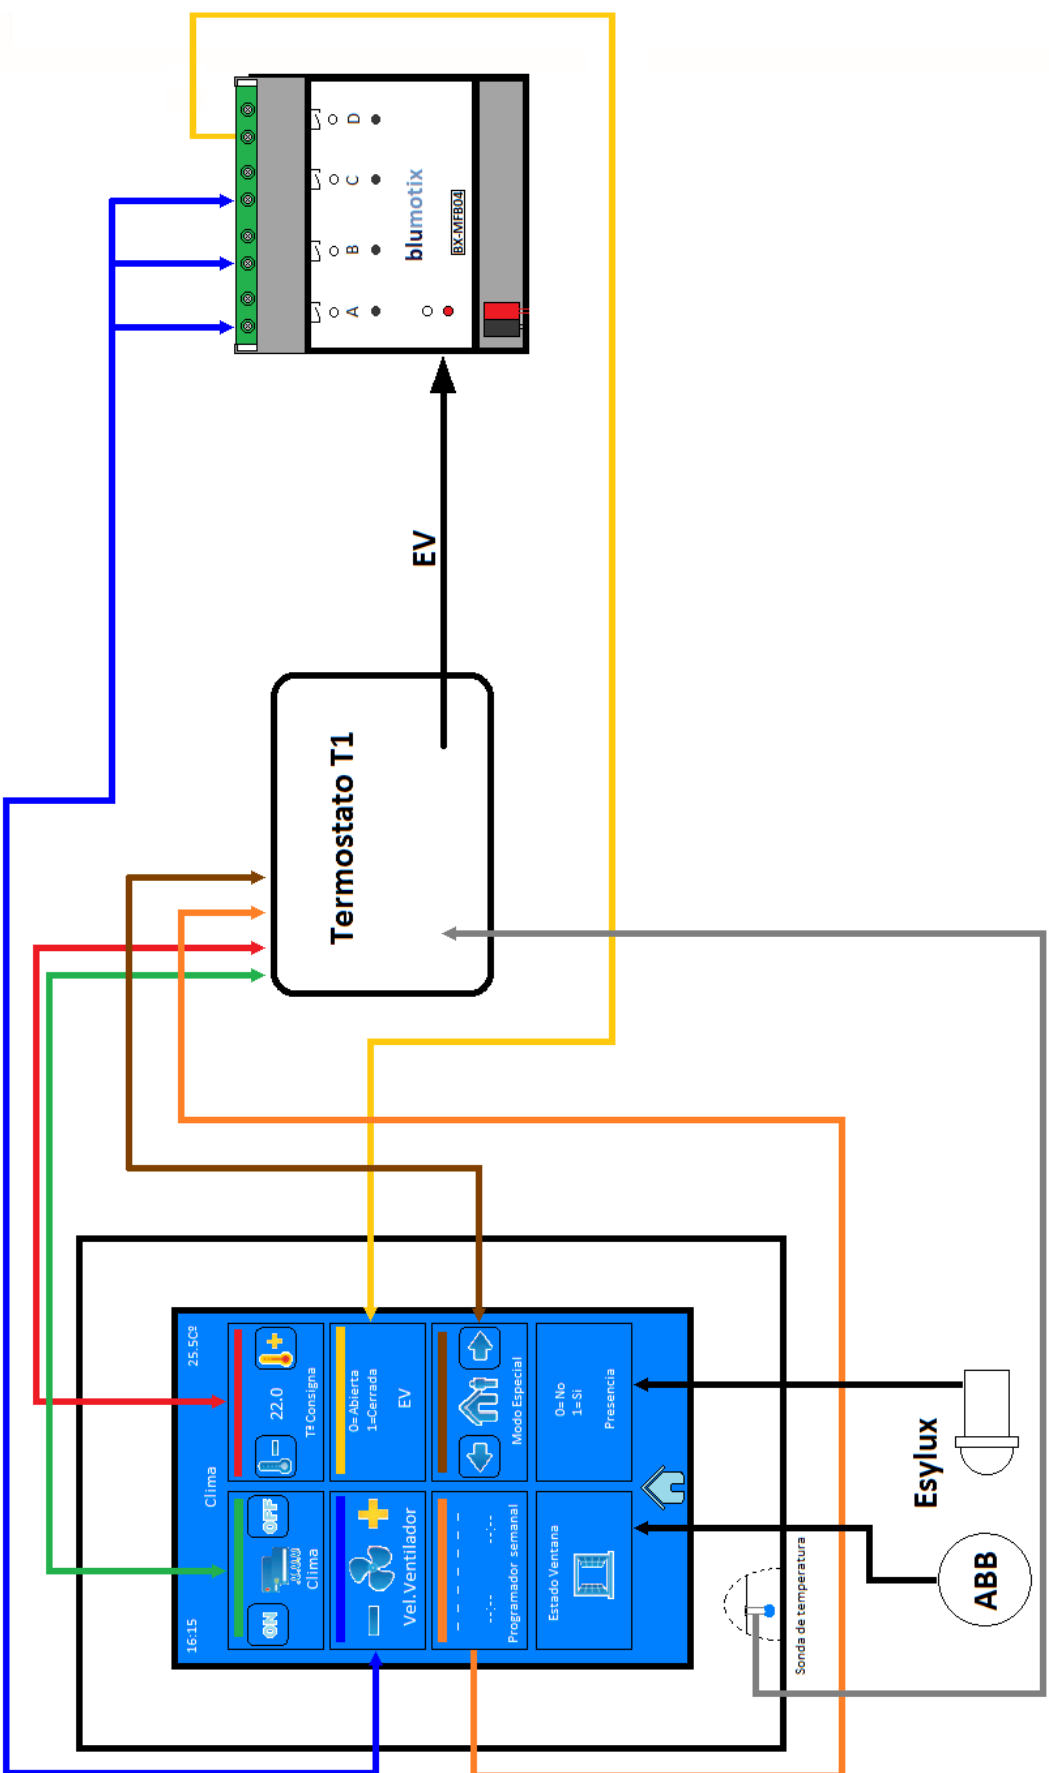 16:15
Clima
25.5Cº
ON
OFF
Clima
22.0
Tª Consigna
Vel.Ventilador
0=Abierta
1=Cerrada
EV
-- -- -- -- -- --
--:-- --:--
Programador semanal
Modo Especial
Estado Ventana
0=No
1=Si
Presencia
Sonda de temperatura
ABB
Esylux
Termostato T1
EV
A B C D
blumotix
BX-MFB04